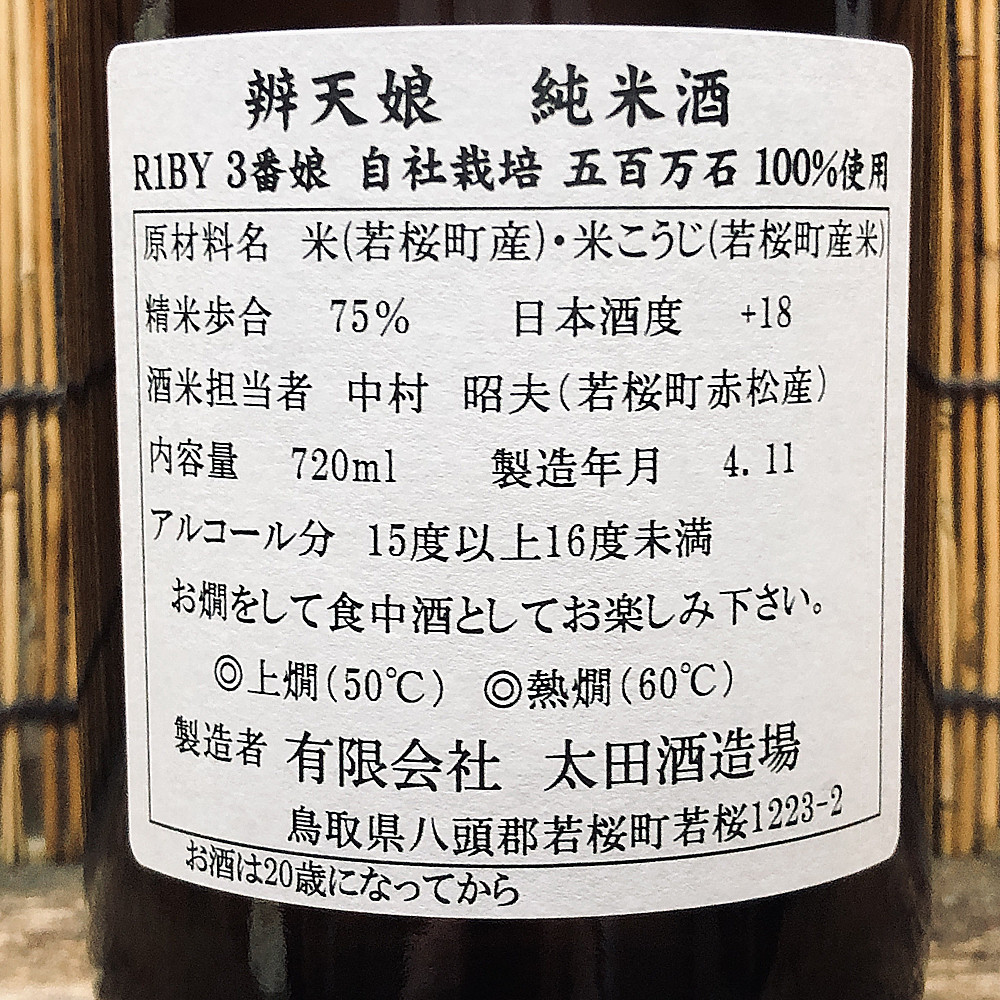 辨天娘　純米酒
R1BY 3番娘 自社栽培 五百万石 100%使用
原材料名　米(若桜町産)・米こうじ(若桜町産米)
精米歩合　75%　日本酒度　+18
酒米担当者　中村　昭夫(若桜町赤松産)
内容量　720ml　製造年月　4.11
アルコール分　15度以上16度未満
お燗をして食中酒としてお楽しみ下さい。
◎上燗(50℃)　◎熱燗(60℃)
製造者 有限会社　太田酒造場
鳥取県八頭郡若桜町若桜1223-2
お酒は20歳になってから